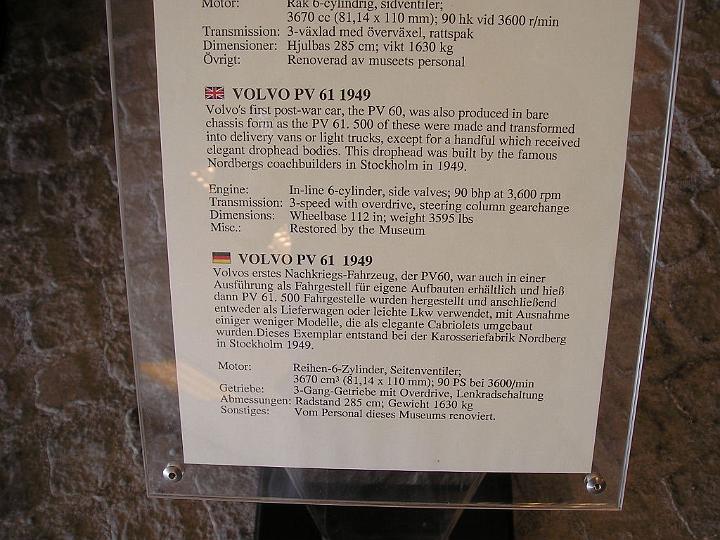 Motor: Rak 6-cylindrig, sidventiler;
3670 cc (81,14 x 110 mm); 90 hk vid 3600 r/min
Transmission: 3-växlad med överväxel, rattspak
Dimensioner: Hjulbas 285 cm; vikt 1630 kg
Övrigt: Renoverad av museets personal
VOLVO PV 61 1949
Volvo's first post-war car, the PV 60, was also produced in bare
chassis form as the PV 61. 500 of these were made and transformed
into delivery vans or light trucks, except for a handful which received
elegant drophead bodies. This drophead was built by the famous
Nordbergs coachbuilders in Stockholm in 1949.
Engine: In-line 6-cylinder, side valves; 90 bhp at 3,600 rpm
Transmission: 3-speed with overdrive, steering column gearchange
Dimensions: Wheelbase 112 in; weight 3595 lbs
Misc.: Restored by the Museum
VOLVO PV 61 1949
Volvos erstes Nachkriegs-Fahrzeug, der PV60, war auch in einer
Ausführung als Fahrgestell für eigene Aufbauten erhältlich und hieß
dann PV 61. 500 Fahrgestelle wurden hergestellt und anschließend
entweder als Lieferwagen oder leichte Lkw verwendet, mit Ausnahme
einiger weniger Modelle, die als elegante Cabriolets umgebaut
wurden.Dieses Exemplar entstand bei der Karosseriefabrik Nordberg
in Stockholm 1949.
Motor: Reihen-6-Zylinder, Seitenventiler;
3670 cm³ (81,14 x 110 mm); 90 PS bei 3600/min
Getriebe: 3-Gang-Getriebe mit Overdrive, Lenkradschaltung
Abmessungen: Radstand 285 cm; Gewicht 1630 kg
Sonstiges: Vom Personal dieses Museums renoviert.